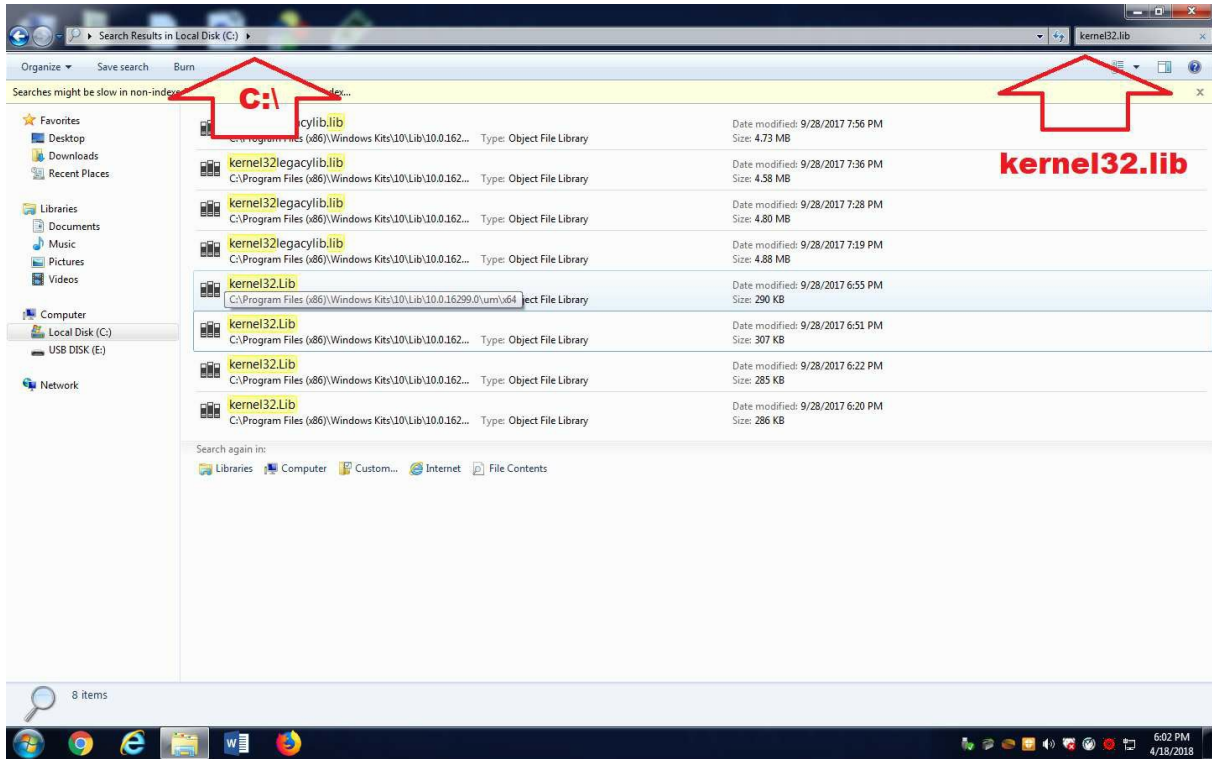 Search Results in Local Disk (C:)
kernel32.lib
Organize Save search Burn
Searches might be slow in non-indexe
C:\
kernel32.lib
Favorites
Desktop
Downloads
Recent Places
Libraries
Documents
Music
Pictures
Videos
Computer
Local Disk (C:)
USB DISK (E:)
Network
Date modified: 9/28/2017 7:56 PM
Type: Object File Library Size: 4.73 MB
kernel32legacylib.lib Date modified: 9/28/2017 7:36 PM
C:\Program Files (x86)\Windows Kits\10\Lib\10.0.162... Type: Object File Library Size: 4.58 MB
kernel32legacylib.lib Date modified: 9/28/2017 7:28 PM
C:\Program Files (x86)\Windows Kits\10\Lib\10.0.162... Type: Object File Library Size: 4.80 MB
kernel32legacylib.lib Date modified: 9/28/2017 7:19 PM
C:\Program Files (x86)\Windows Kits\10\Lib\10.0.162... Type: Object File Library Size: 4.88 MB
kernel32.Lib Date modified: 9/28/2017 6:55 PM
C:\Program Files (x86)\Windows Kits\10\Lib\10.0.16299.0\um\x64 ject File Library Size: 290 KB
kernel32.Lib Date modified: 9/28/2017 6:51 PM
C:\Program Files (x86)\Windows Kits\10\Lib\10.0.162... Type: Object File Library Size: 307 KB
kernel32.Lib Date modified: 9/28/2017 6:22 PM
C:\Program Files (x86)\Windows Kits\10\Lib\10.0.162... Type: Object File Library Size: 285 KB
kernel32.Lib Date modified: 9/28/2017 6:20 PM
C:\Program Files (x86)\Windows Kits\10\Lib\10.0.162... Type: Object File Library Size: 286 KB
Search again in:
Libraries Computer Custom... Internet File Contents
8 items
6:02 PM
4/18/2018